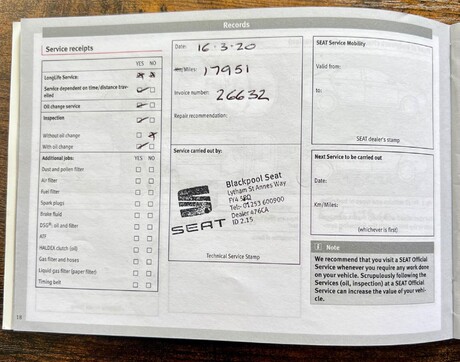 Records
Service receipts
YES NO
LongLife Service:
Service dependent on time/distance trav-
elled
Oil change service
Inspection
Without oil change
With oil change
Additional jobs: YES NO
Dust and pollen filter
Air filter
Fuel filter
Spark plugs
Brake fluid
DSG®: oil and filter
ATF
HALDEX clutch (oil)
Gas filter and hoses
Liquid gas filter (paper filter)
Timing belt
18
Date: 16.3.20
Km/Miles: 17951
Invoice number: 26632
Repair recommendation:
Service carried out by:
SEAT
Blackpool Seat
Lytham St Annes Way
Tel:- 01253 600900
Dealer 476CA
ID 2.15
Technical Service Stamp
SEAT Service Mobility
Valid from:
to:
SEAT dealer's stamp
Next Service to be carried out
Date:
Km/Miles:
(whichever is first)
i Note
We recommend that you visit a SEAT Official
Service whenever you require any work done
on your vehicle. Scrupulously following the
Services (oil, inspection) at a SEAT Official
Service can increase the value of your vehi-
cle.